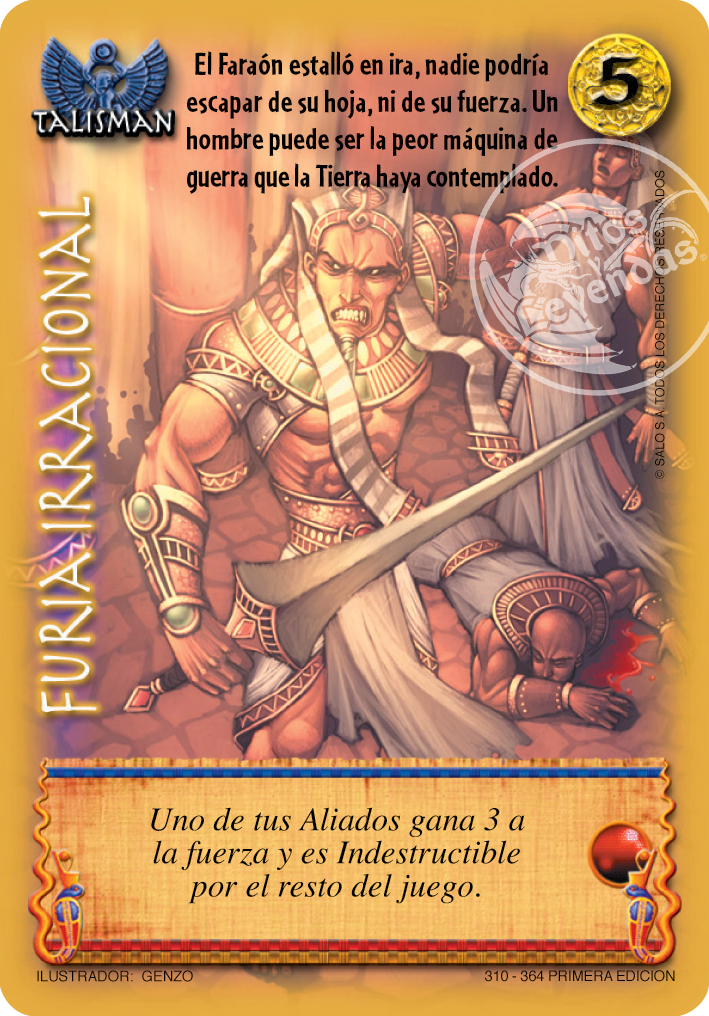 El Faraón estalló en ira, nadie podría
escapar de su hoja, ni de su fuerza. Un
hombre puede ser la peor máquina de
guerra que la Tierra haya contemplado.
5
TALISMAN
FURIA IRRACIONAL
Mitos y
Leyendas
© SALO S A TODOS LOS DERECHOS RESERVADOS
Uno de tus Aliados gana 3 a
la fuerza y es Indestructible
por el resto del juego.
ILUSTRADOR: GENZO
310 - 364 PRIMERA EDICION